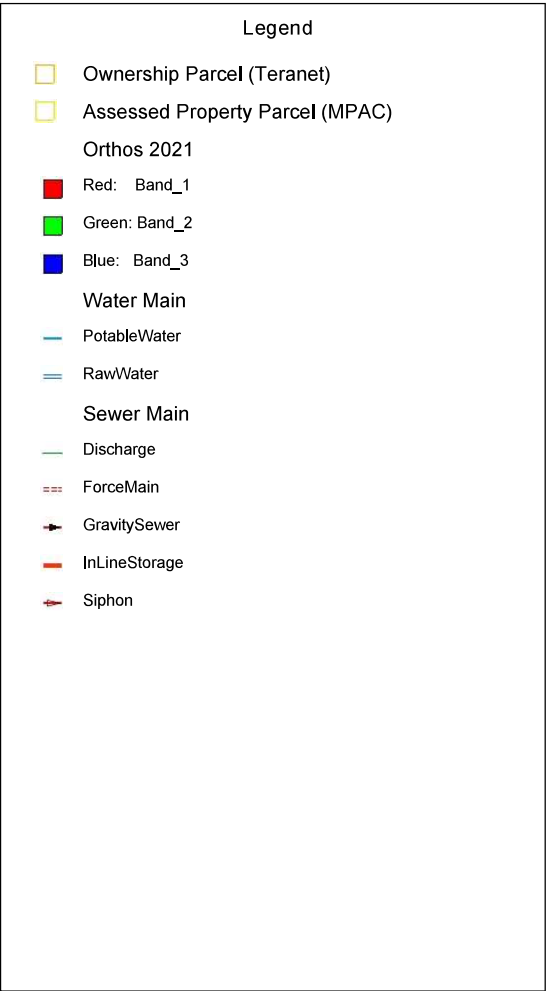 Legend
Ownership Parcel (Teranet)
Assessed Property Parcel (MPAC)
Orthos 2021
Red: Band_1
Green: Band_2
Blue: Band_3
Water Main
PotableWater
RawWater
Sewer Main
Discharge
ForceMain
GravitySewer
InLineStorage
Siphon